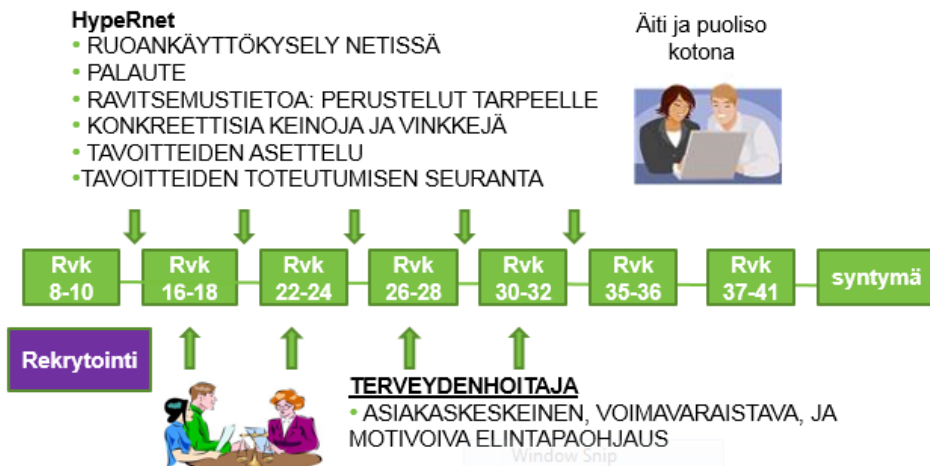 HypeRnet
• RUOANKÄYTTÖKYSELY NETISSÄ
• PALAUTE
• RAVITSEMUSTIETOA: PERUSTELUT TARPEELLE
• KONKREETTISIA KEINOJA JA VINKKEJÄ
• TAVOITTEIDEN ASETTELU
•TAVOITTEIDEN TOTEUTUMISEN SEURANTA
Äiti ja puoliso
kotona
Rvk
8-10
Rvk
16-18
Rvk
22-24
Rvk
26-28
Rvk
30-32
Rvk
35-36
Rvk
37-41
syntymä
Rekrytointi
TERVEYDENHOITAJA
• ASIAKASKESKEINEN, VOIMAVARAISTAVA, JA
MOTIVOIVA ELINTAPAOHJAUS
Window Snip